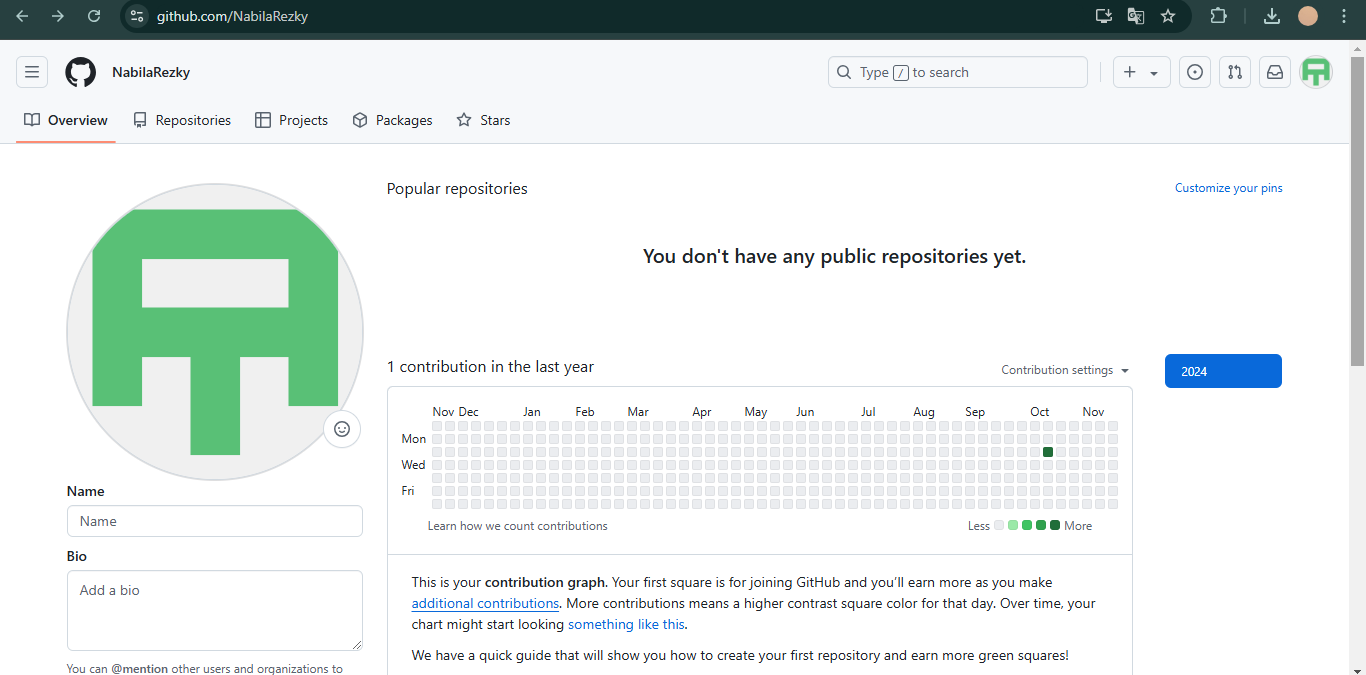 github.com/NabilaRezky
NabilaRezky
Type / to search
Overview Repositories Projects Packages Stars
Popular repositories
Customize your pins
You don't have any public repositories yet.
1 contribution in the last year
Contribution settings
2024
Nov Dec Jan Feb Mar Apr May Jun Jul Aug Sep Oct Nov
Mon
Wed
Fri
Learn how we count contributions
Less More
Name
Name
Bio
Add a bio
You can @mention other users and organizations to
This is your contribution graph. Your first square is for joining GitHub and you'll earn more as you make
additional contributions. More contributions means a higher contrast square color for that day. Over time, your
chart might start looking something like this.
We have a quick guide that will show you how to create your first repository and earn more green squares!